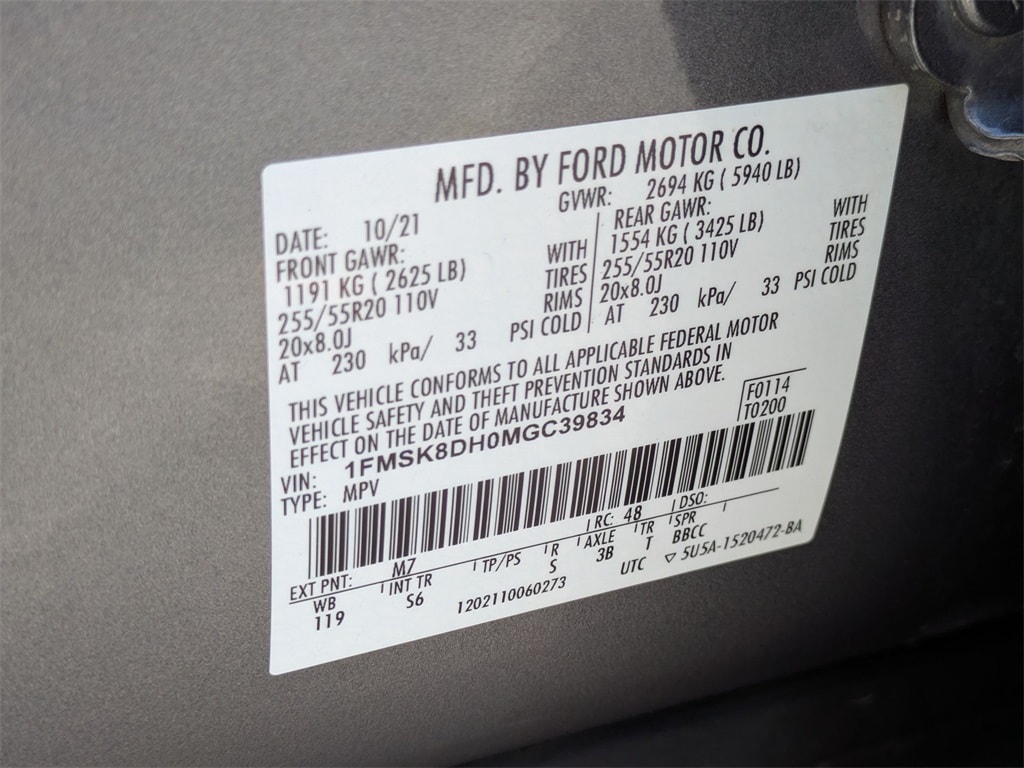 MFD. BY FORD MOTOR CO.
DATE: 10/21 GVWR: 2694 KG ( 5940 LB)
FRONT GAWR: REAR GAWR:
1191 KG ( 2625 LB) WITH 1554 KG ( 3425 LB) WITH
255/55R20 110V TIRES 255/55R20 110V TIRES
20x8.0J RIMS 20x8.0J RIMS
AT 230 kPa/ 33 PSI COLD AT 230 kPa/ 33 PSI COLD
THIS VEHICLE CONFORMS TO ALL APPLICABLE FEDERAL MOTOR
VEHICLE SAFETY AND THEFT PREVENTION STANDARDS IN
EFFECT ON THE DATE OF MANUFACTURE SHOWN ABOVE.
F0114
T0200
VIN: 1FMSK8DH0MGC39834
TYPE: MPV
EXT PNT: M7 RC: 48 DSO:
WB INT TR TP/PS R AXLE TR SPR
119 S6 S 3B T BBCC
1202110060273 UTC ▽ 5U5A-1520472-BA